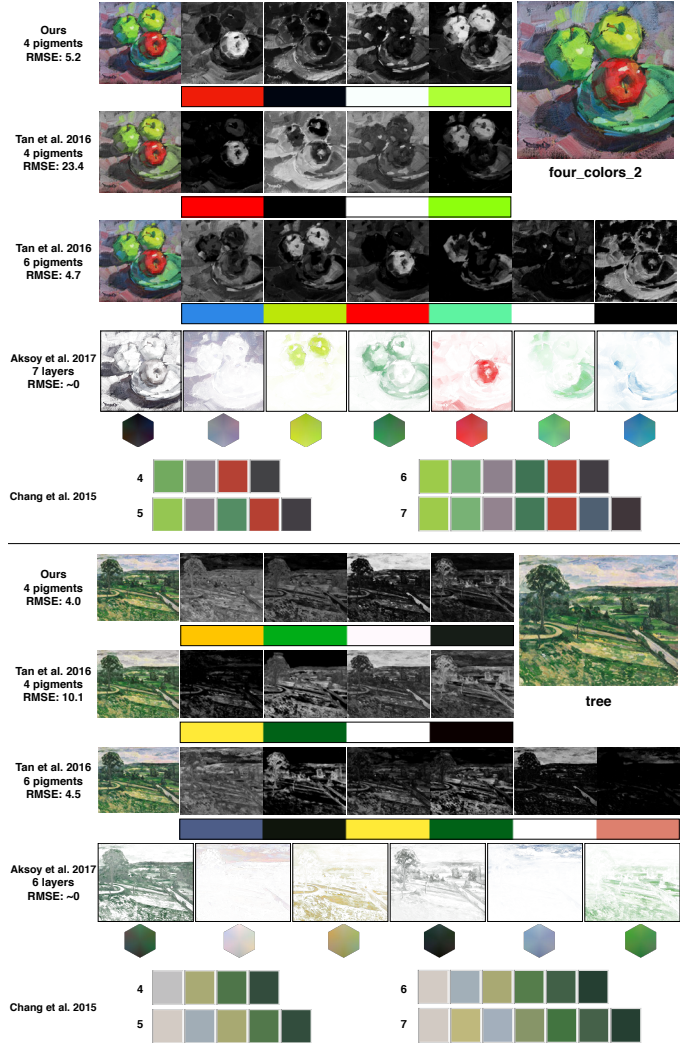 Ours
4 pigments
RMSE: 5.2
four_colors_2
Tan et al. 2016
4 pigments
RMSE: 23.4
Tan et al. 2016
6 pigments
RMSE: 4.7
Aksoy et al. 2017
7 layers
RMSE: ~0
Chang et al. 2015
4
6
5
7
Ours
4 pigments
RMSE: 4.0
tree
Tan et al. 2016
4 pigments
RMSE: 10.1
Tan et al. 2016
6 pigments
RMSE: 4.5
Aksoy et al. 2017
6 layers
RMSE: ~0
Chang et al. 2015
4
6
5
7